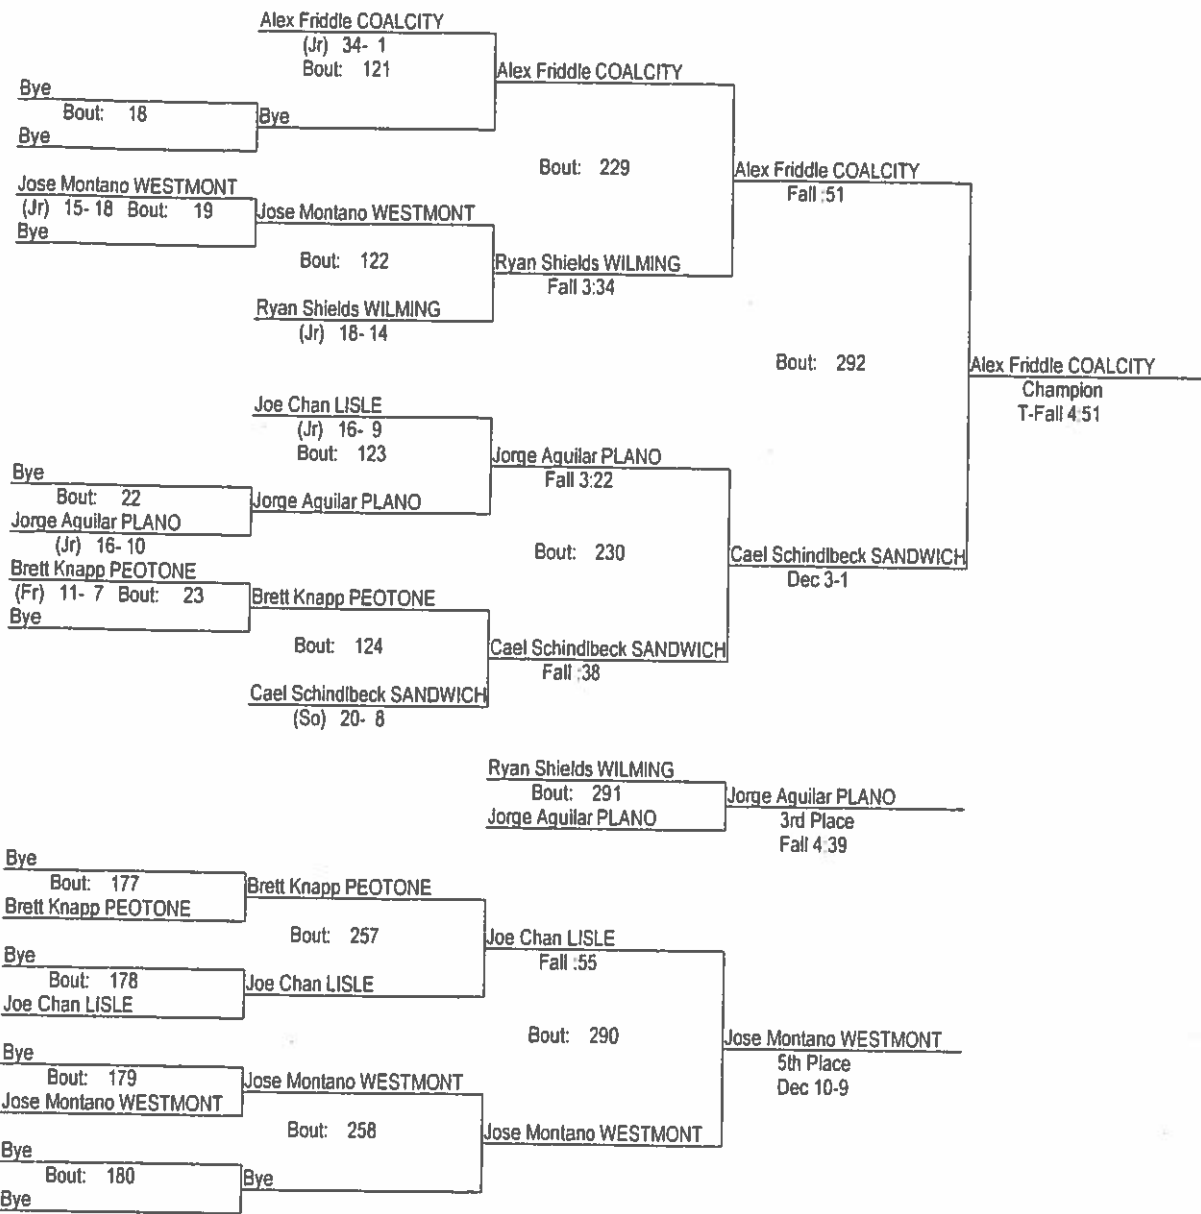 Alex Friddle COALCITY
(Jr) 34- 1
Bout: 121
Alex Friddle COALCITY
Bye
Bout: 18
Bye
Bye
Bout: 229
Alex Friddle COALCITY
Fall :51
Jose Montano WESTMONT
(Jr) 15- 18 Bout: 19
Bye
Jose Montano WESTMONT
Bout: 122
Ryan Shields WILMING
Fall 3:34
Ryan Shields WILMING
(Jr) 18- 14
Bout: 292
Alex Friddle COALCITY
Champion
T-Fall 4:51
Joe Chan LISLE
(Jr) 16- 9
Bout: 123
Jorge Aguilar PLANO
Fall 3:22
Bye
Bout: 22
Jorge Aguilar PLANO
Jorge Aguilar PLANO
(Jr) 16- 10
Bout: 230
Cael Schindlbeck SANDWICH
Dec 3-1
Brett Knapp PEOTONE
(Fr) 11- 7 Bout: 23
Bye
Brett Knapp PEOTONE
Bout: 124
Cael Schindlbeck SANDWICH
Fall :38
Cael Schindlbeck SANDWICH
(So) 20- 8
Ryan Shields WILMING
Bout: 291
Jorge Aguilar PLANO
Jorge Aguilar PLANO
3rd Place
Fall 4:39
Bye
Bout: 177
Brett Knapp PEOTONE
Brett Knapp PEOTONE
Bout: 257
Joe Chan LISLE
Fall :55
Bye
Bout: 178
Joe Chan LISLE
Joe Chan LISLE
Bout: 290
Jose Montano WESTMONT
5th Place
Dec 10-9
Bye
Bout: 179
Jose Montano WESTMONT
Jose Montano WESTMONT
Bout: 258
Jose Montano WESTMONT
Bye
Bout: 180
Bye
Bye